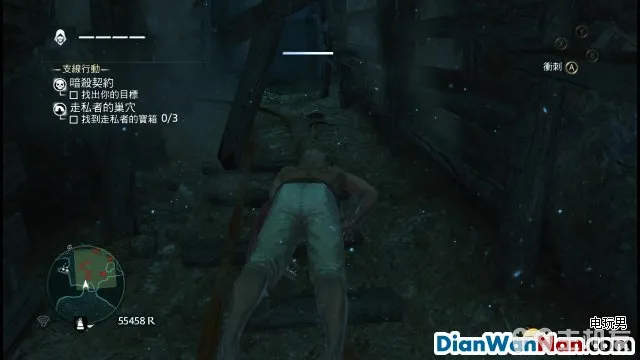 支線行動
暗殺契約
找出你的目標
走私者的巢穴
找到走私者的寶箱 0/3
Y
X
B
衝刺 A
55458 R
电玩男
DianWanNan.com